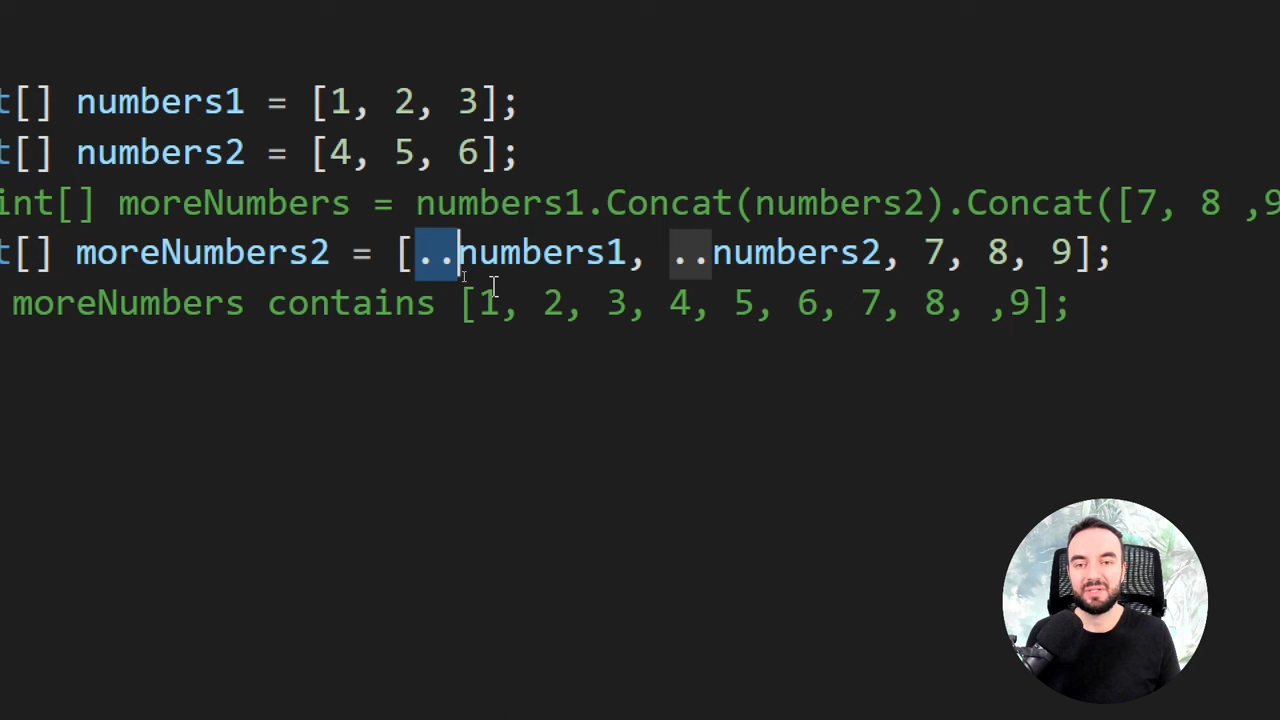 t[] numbers1 = [1, 2, 3];
t[] numbers2 = [4, 5, 6];
int[] moreNumbers = numbers1.Concat(numbers2).Concat([7, 8 ,9
t[] moreNumbers2 = [..numbers1, ..numbers2, 7, 8, 9];
moreNumbers contains [1, 2, 3, 4, 5, 6, 7, 8, ,9];